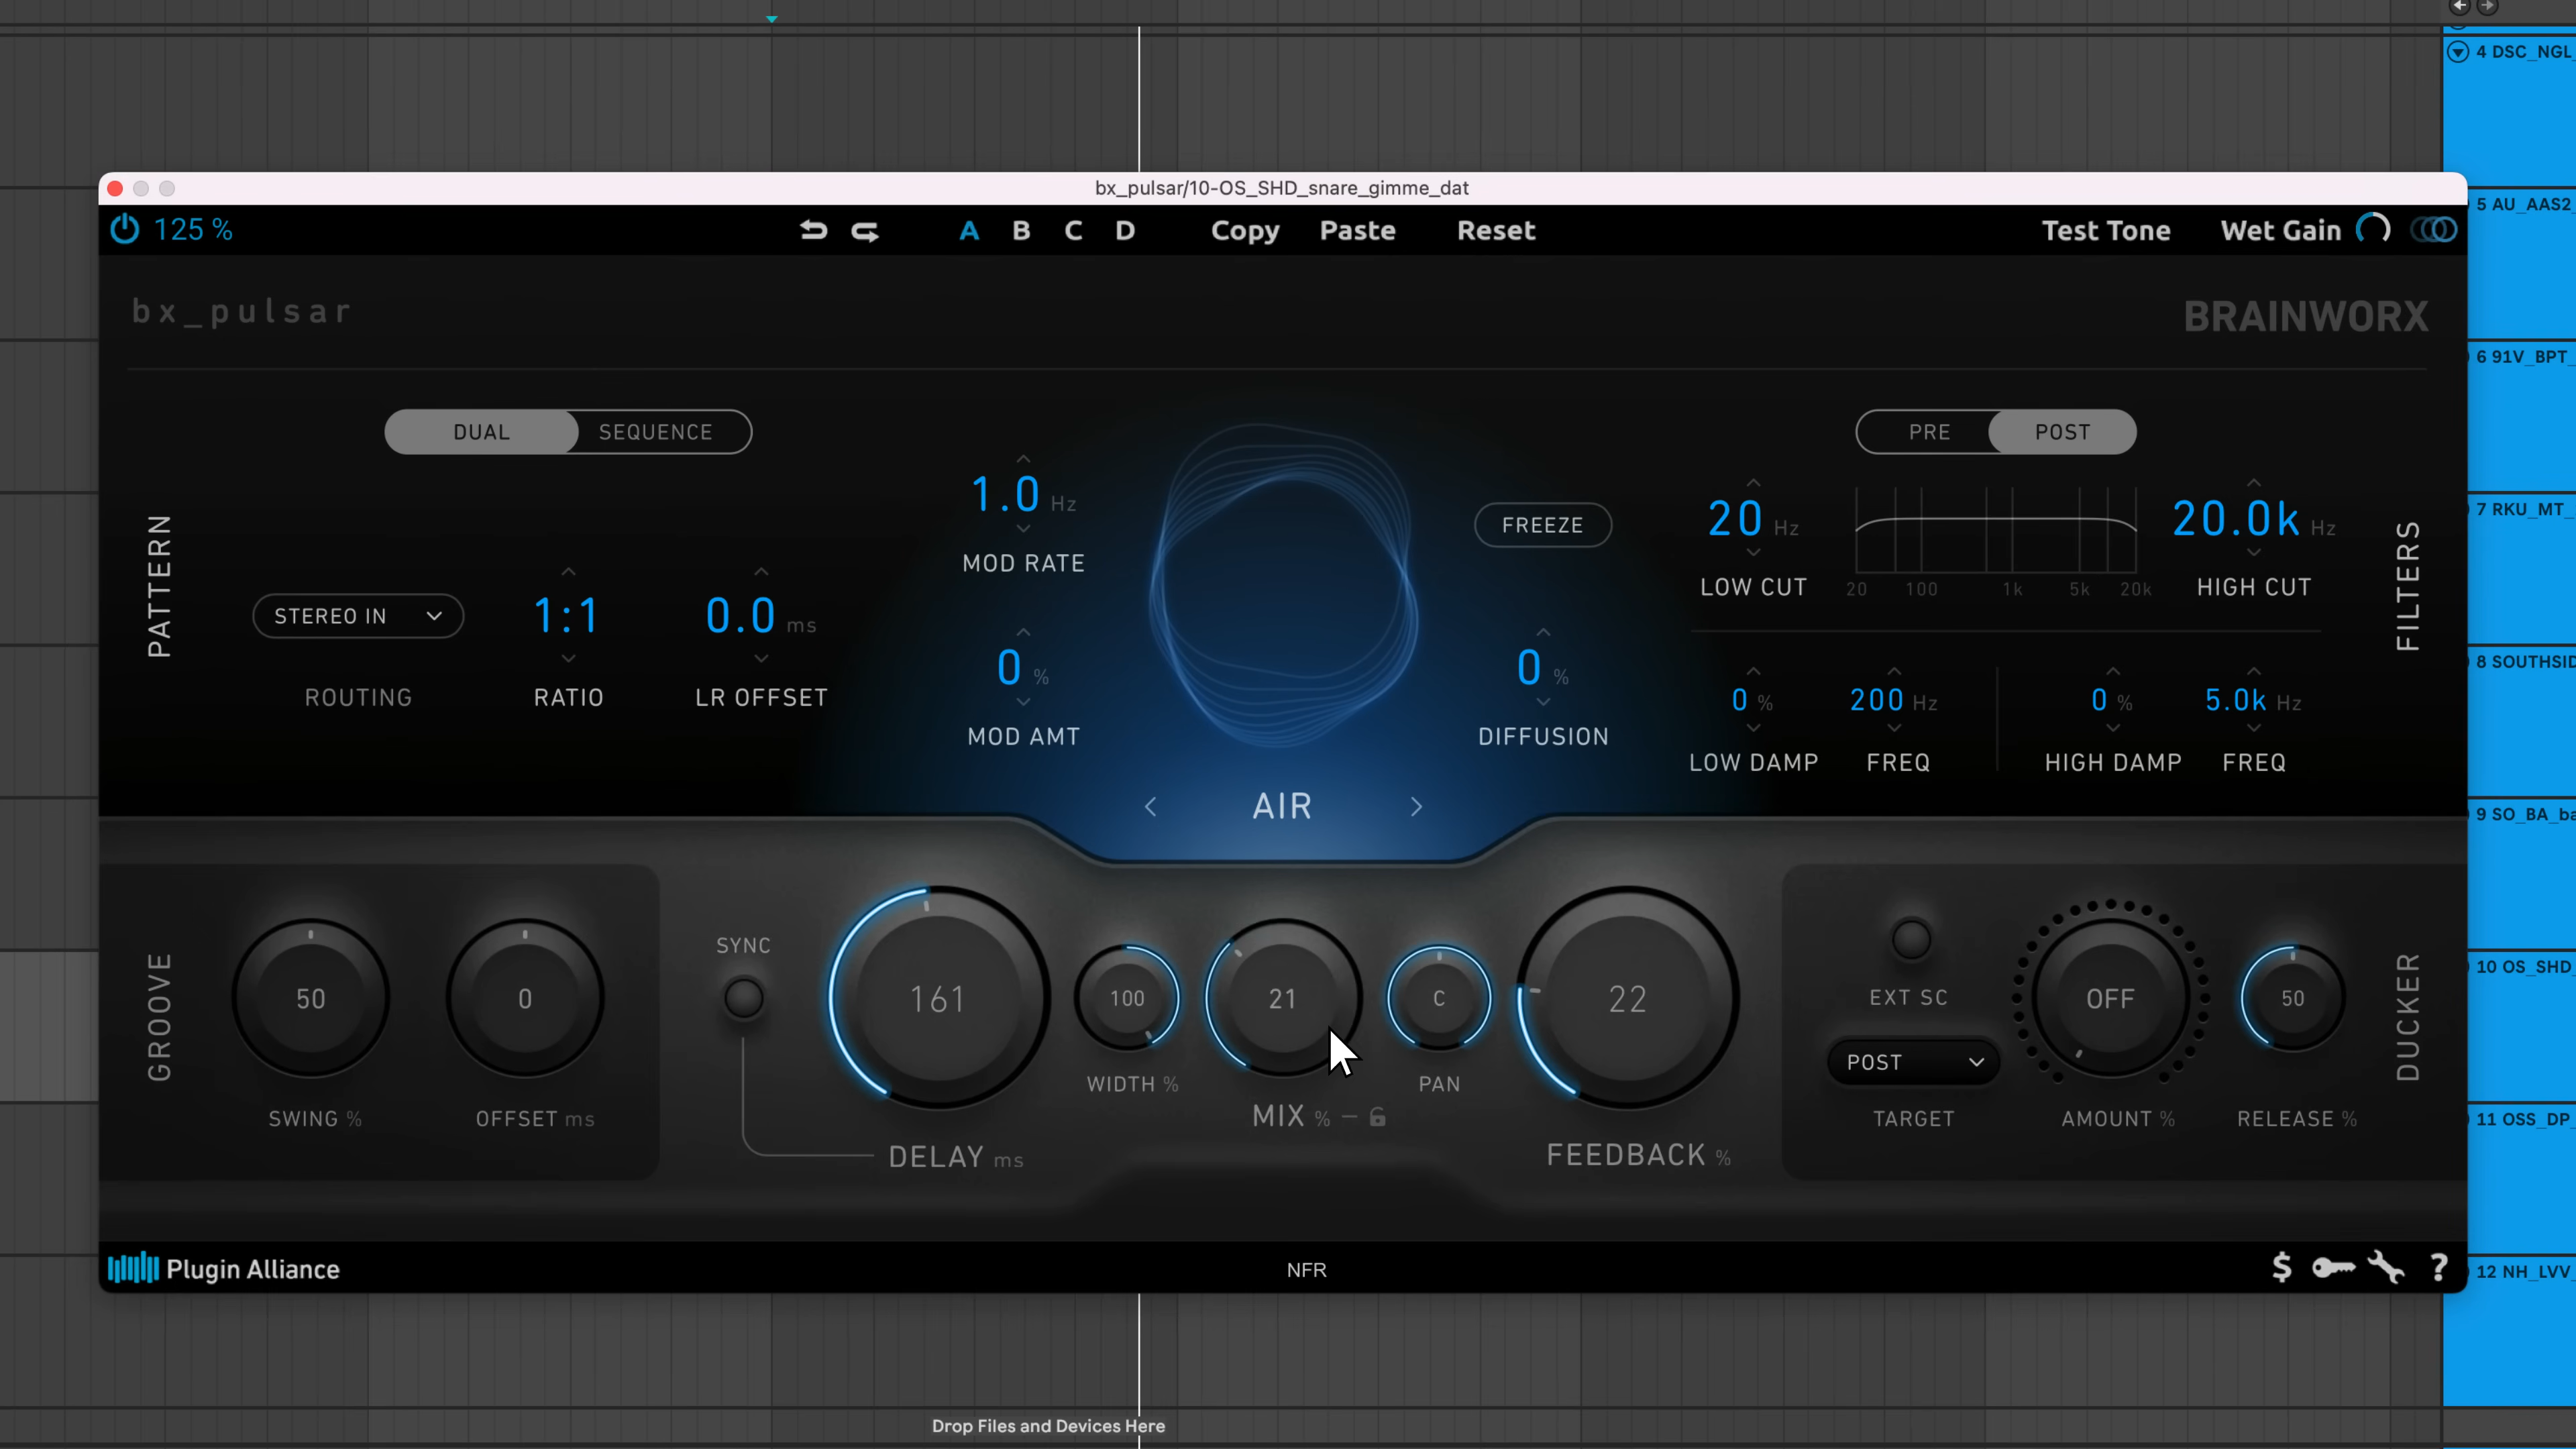 4 DSC_NGL_
bx_pulsar/10-OS_SHD_snare_gimme_dat
125 %
A B C D Copy Paste Reset
Test Tone Wet Gain
5 AU_AAS2_
bx_pulsar
BRAINWORX
6 91V_BPT_
DUAL SEQUENCE
PRE POST
1.0 Hz
MOD RATE
FREEZE
20 Hz
LOW CUT
20 100 1k 5k 20k
20.0k Hz
HIGH CUT
7 RKU_MT_
PATTERN
FILTERS
STEREO IN
ROUTING
1:1
RATIO
0.0 ms
LR OFFSET
0 %
MOD AMT
0 %
DIFFUSION
8 SOUTHSID
0 %
LOW DAMP
200 Hz
FREQ
0 %
HIGH DAMP
5.0k Hz
FREQ
AIR
9 SO_BA_ba
GROOVE
50
SWING %
0
OFFSET ms
SYNC
161
DELAY ms
100
WIDTH %
21
MIX %
C
PAN
22
FEEDBACK %
EXT SC
POST
TARGET
OFF
AMOUNT %
50
RELEASE %
DUCKER
10 OS_SHD_
11 OSS_DP_
Plugin Alliance
NFR
$ ?
12 NH_LVV_
Drop Files and Devices Here